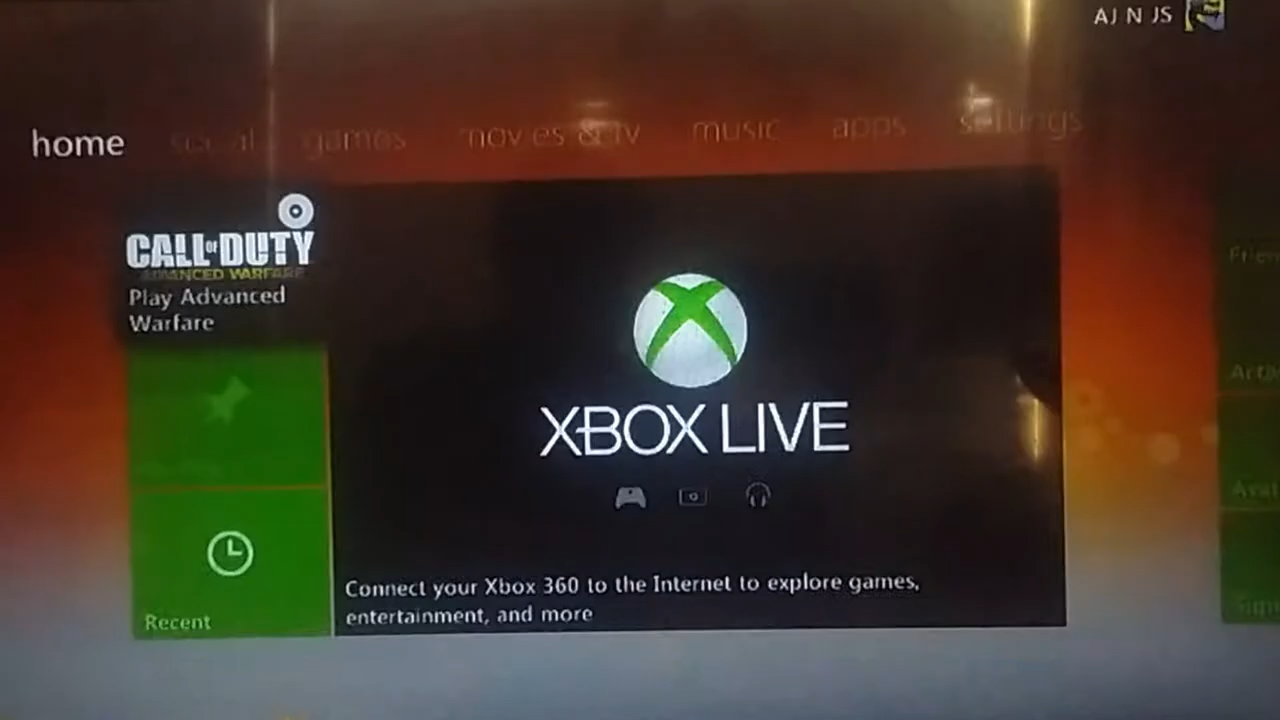 AJ N JS
home social games movies & tv music apps settings
CALL OF DUTY
ADVANCED WARFARE
Play Advanced
Warfare
XBOX LIVE
Connect your Xbox 360 to the Internet to explore games,
entertainment, and more
Recent